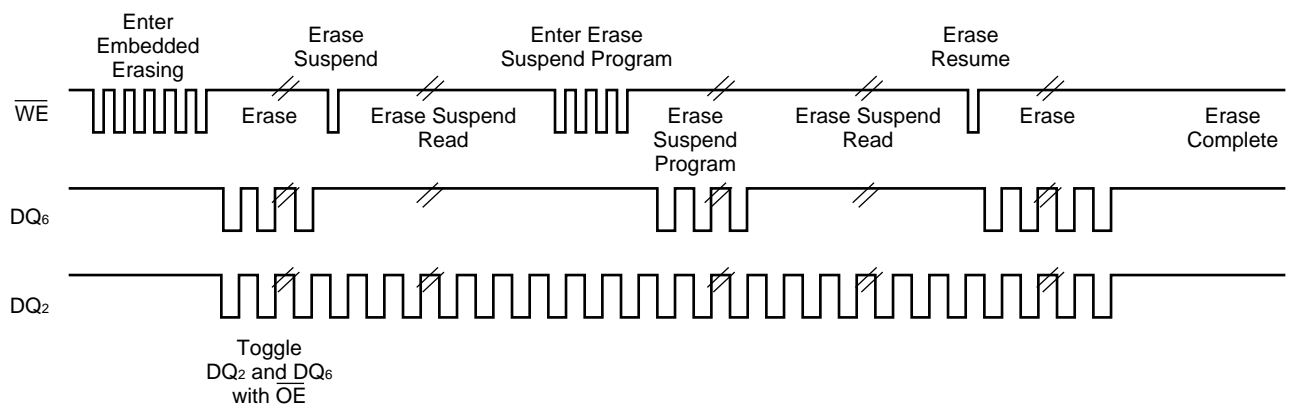 Enter
Embedded
Erasing
Erase
Suspend
Enter Erase
Suspend Program
Erase
Resume
WE
Erase
Erase Suspend
Read
Erase
Suspend
Program
Erase Suspend
Read
Erase
Erase
Complete
DQ6
DQ2
Toggle
DQ2 and DQ6
with OE